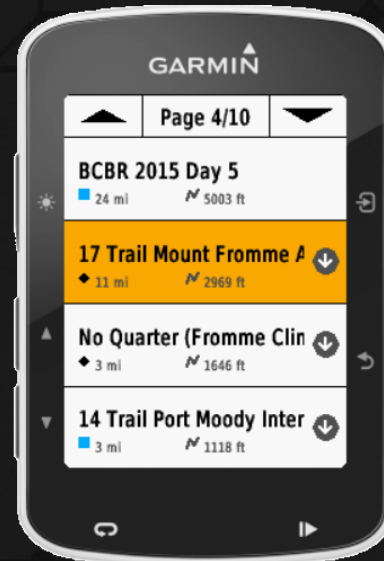 GARMIN
Page 4/10
BCBR 2015 Day 5
24 mi 5003 ft
17 Trail Mount Fromme A
11 mi 2969 ft
No Quarter (Fromme Clin
3 mi 1646 ft
14 Trail Port Moody Inter
3 mi 1118 ft